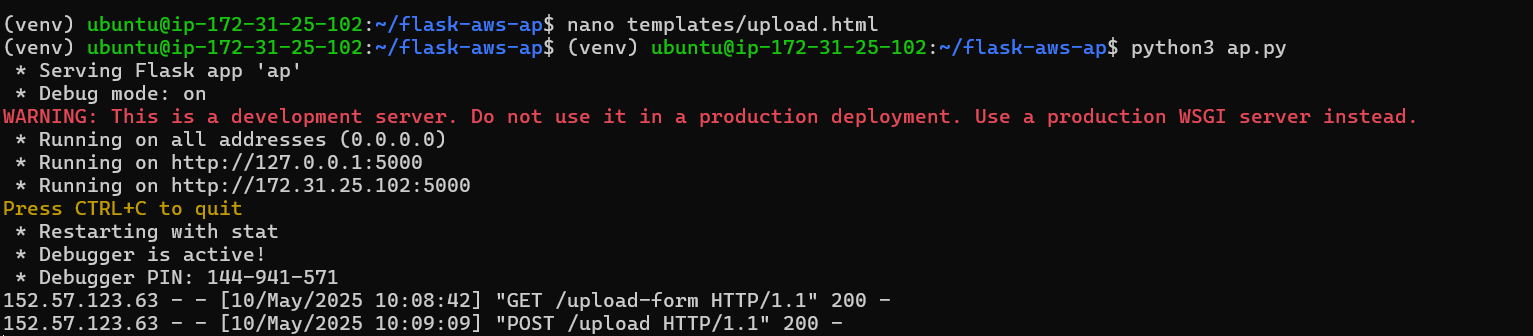 (venv) ubuntu@ip-172-31-25-102:~/flask-aws-ap$ nano templates/upload.html
(venv) ubuntu@ip-172-31-25-102:~/flask-aws-ap$ (venv) ubuntu@ip-172-31-25-102:~/flask-aws-ap$ python3 ap.py
 * Serving Flask app 'ap'
 * Debug mode: on
WARNING: This is a development server. Do not use it in a production deployment. Use a production WSGI server instead.
 * Running on all addresses (0.0.0.0)
 * Running on http://127.0.0.1:5000
 * Running on http://172.31.25.102:5000
Press CTRL+C to quit
 * Restarting with stat
 * Debugger is active!
 * Debugger PIN: 144-941-571
152.57.123.63 - - [10/May/2025 10:08:42] "GET /upload-form HTTP/1.1" 200 -
152.57.123.63 - - [10/May/2025 10:09:09] "POST /upload HTTP/1.1" 200 -